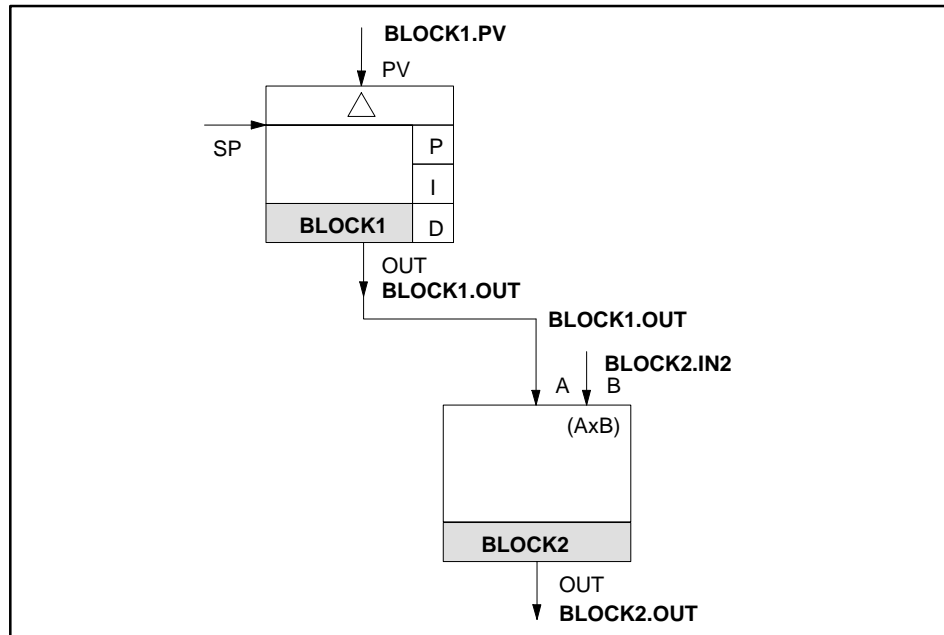 BLOCK1.PV
PV
SP
P
I
BLOCK1
D
OUT
BLOCK1.OUT
BLOCK1.OUT
BLOCK2.IN2
A
B
(AxB)
BLOCK2
OUT
BLOCK2.OUT